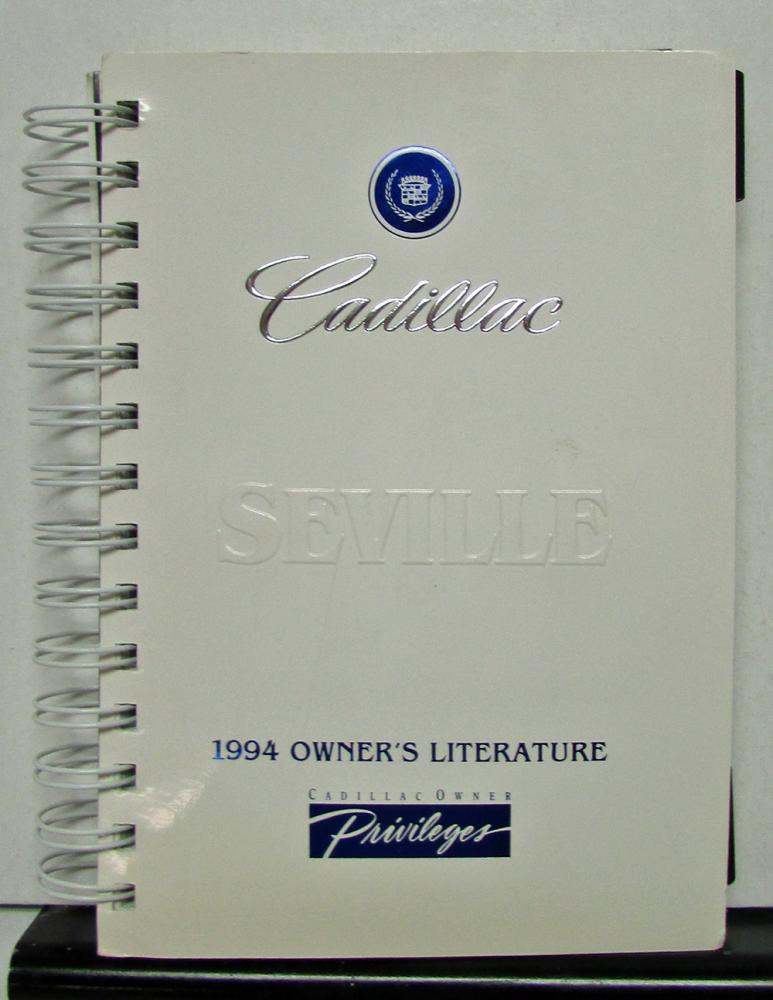 Cadillac
SEVILLE
1994 OWNER'S LITERATURE
CADILLAC OWNER
Privileges